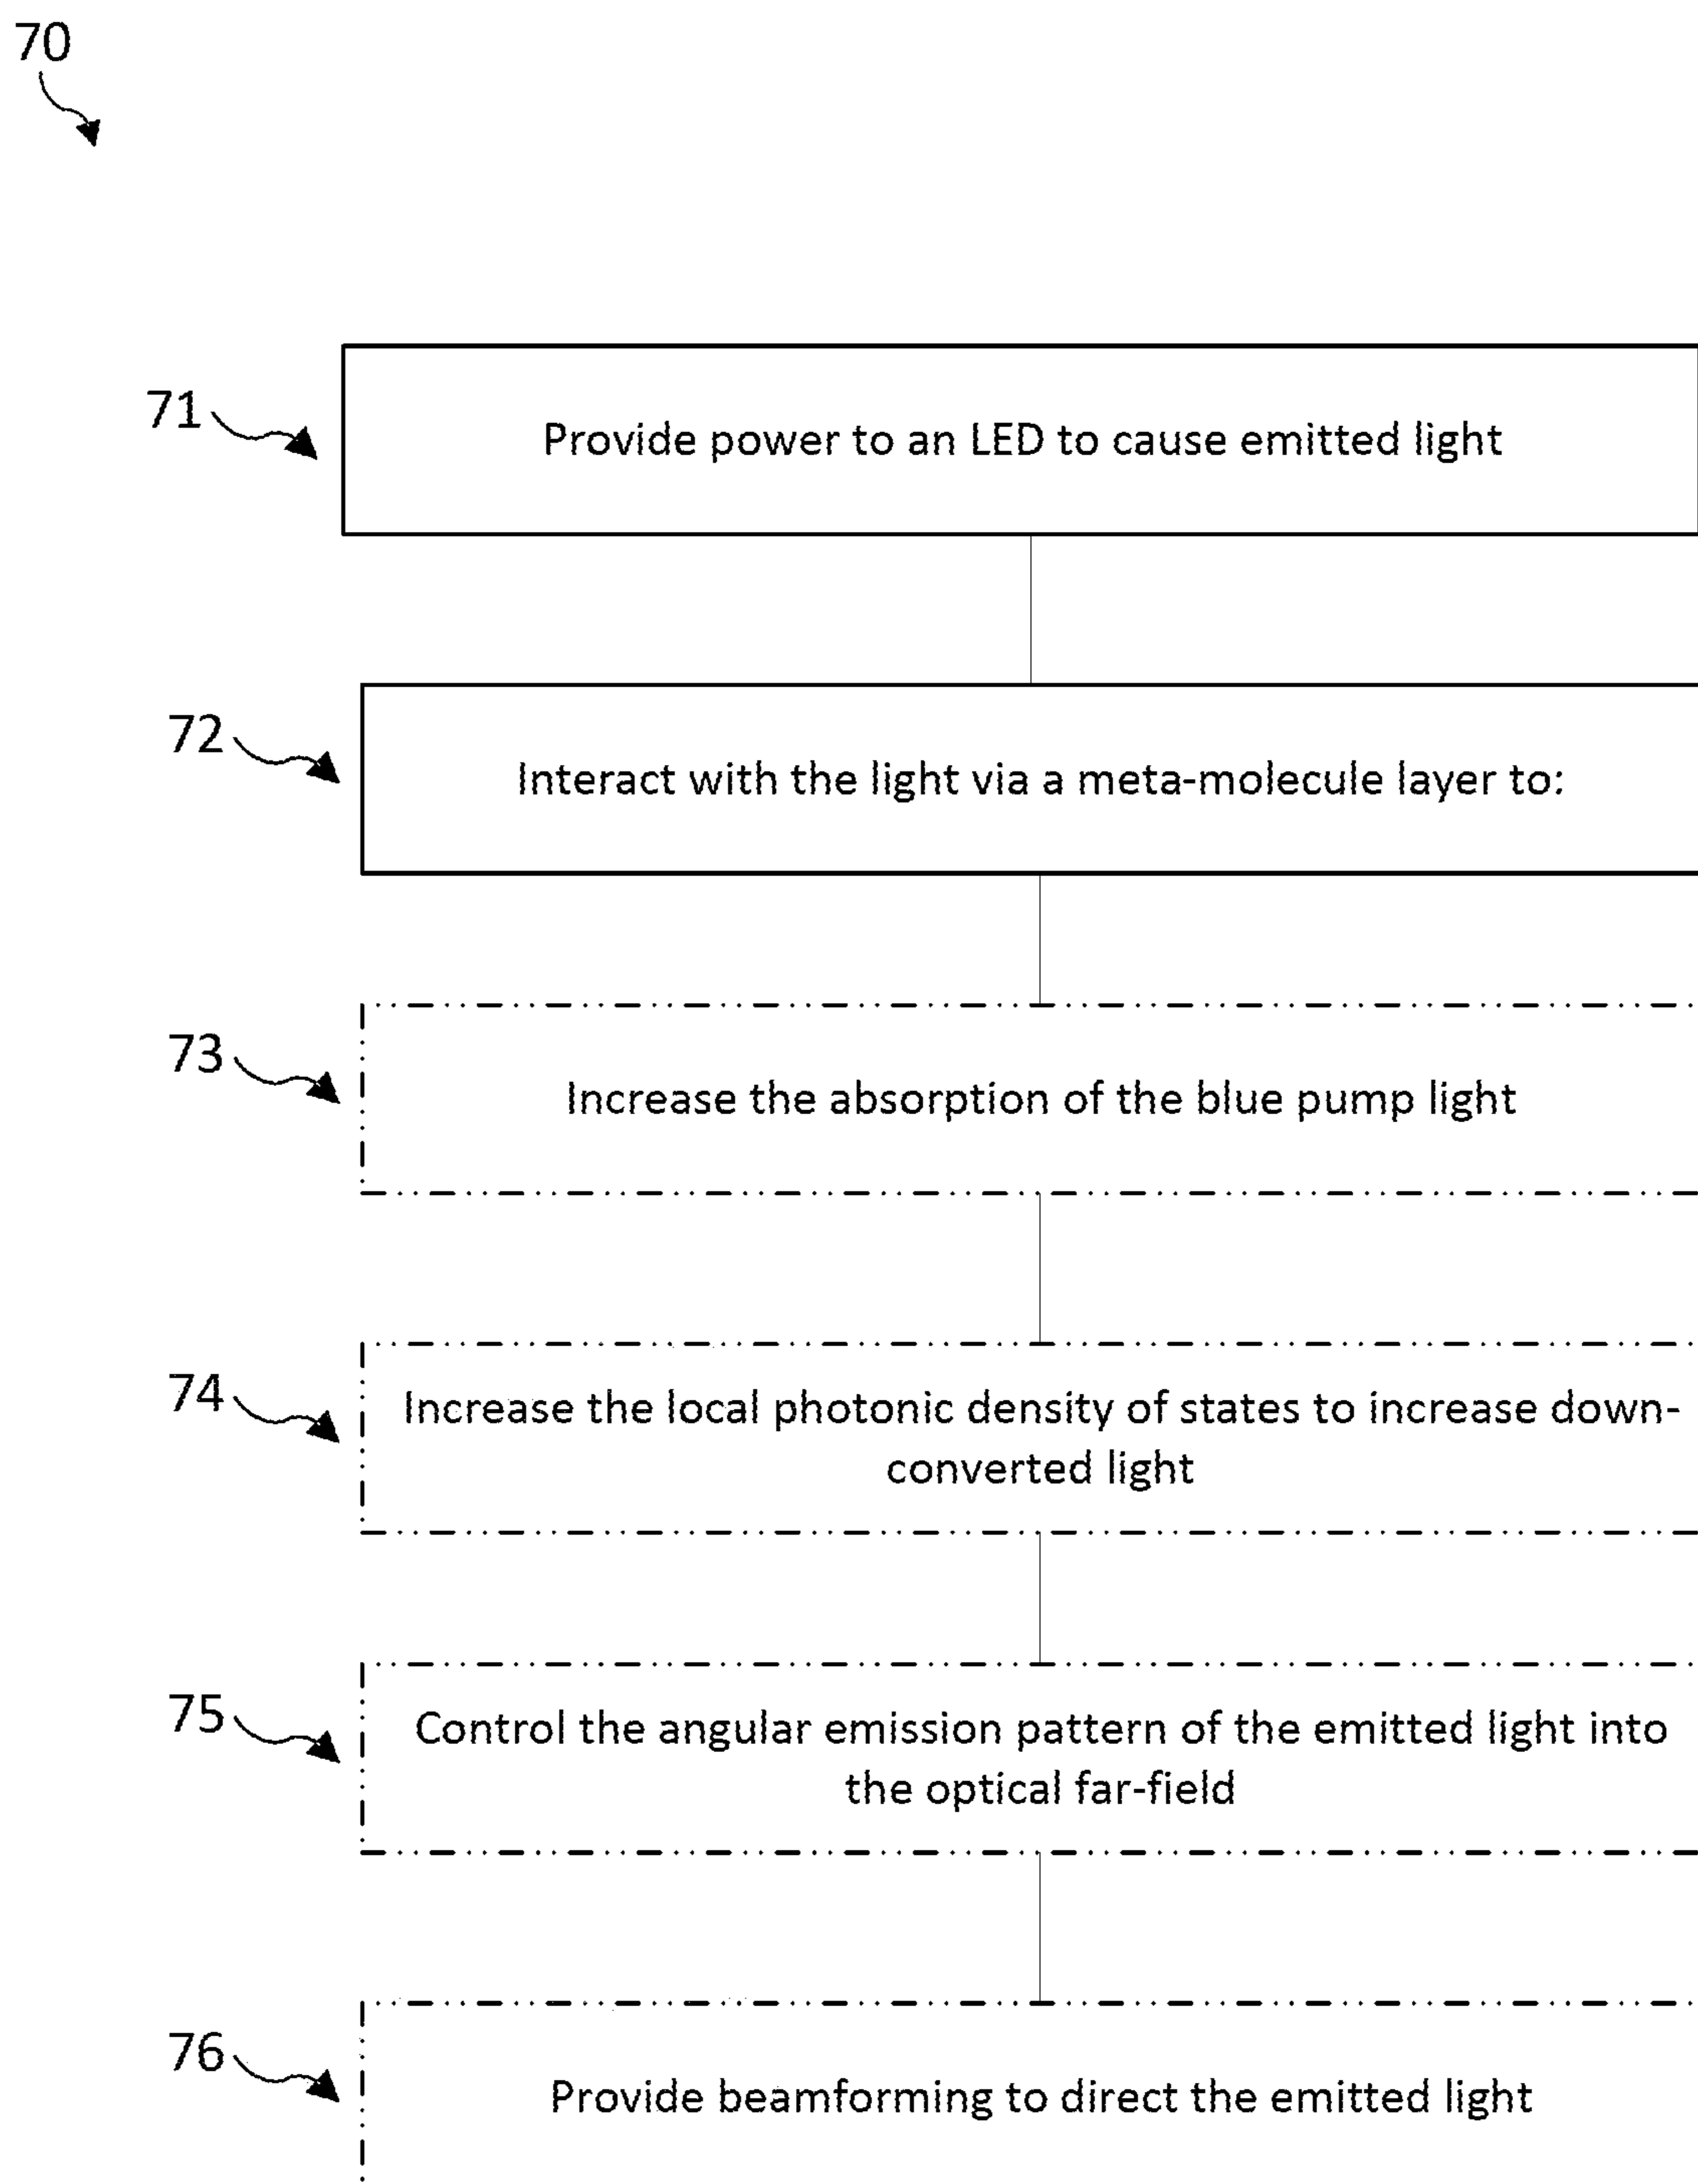 70
71
Provide power to an LED to cause emitted light
72
Interact with the light via a meta-molecule layer to:
73
Increase the absorption of the blue pump light
74
Increase the local photonic density of states to increase down-
converted light
75
Control the angular emission pattern of the emitted light into
the optical far-field
76
Provide beamforming to direct the emitted light